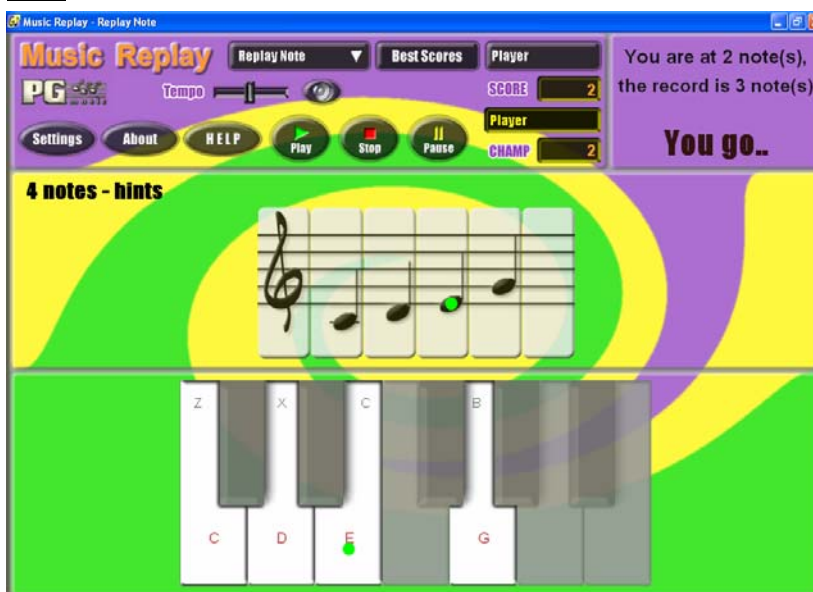 Music Replay - Replay Note
Music Replay
Replay Note
Best Scores
Player
PG music
Tempo
SCORE 2
Player
CHAMP 2
Settings
About
HELP
Play
Stop
Pause
You are at 2 note(s),
the record is 3 note(s)
You go..
4 notes - hints
Z X C B
C D E G